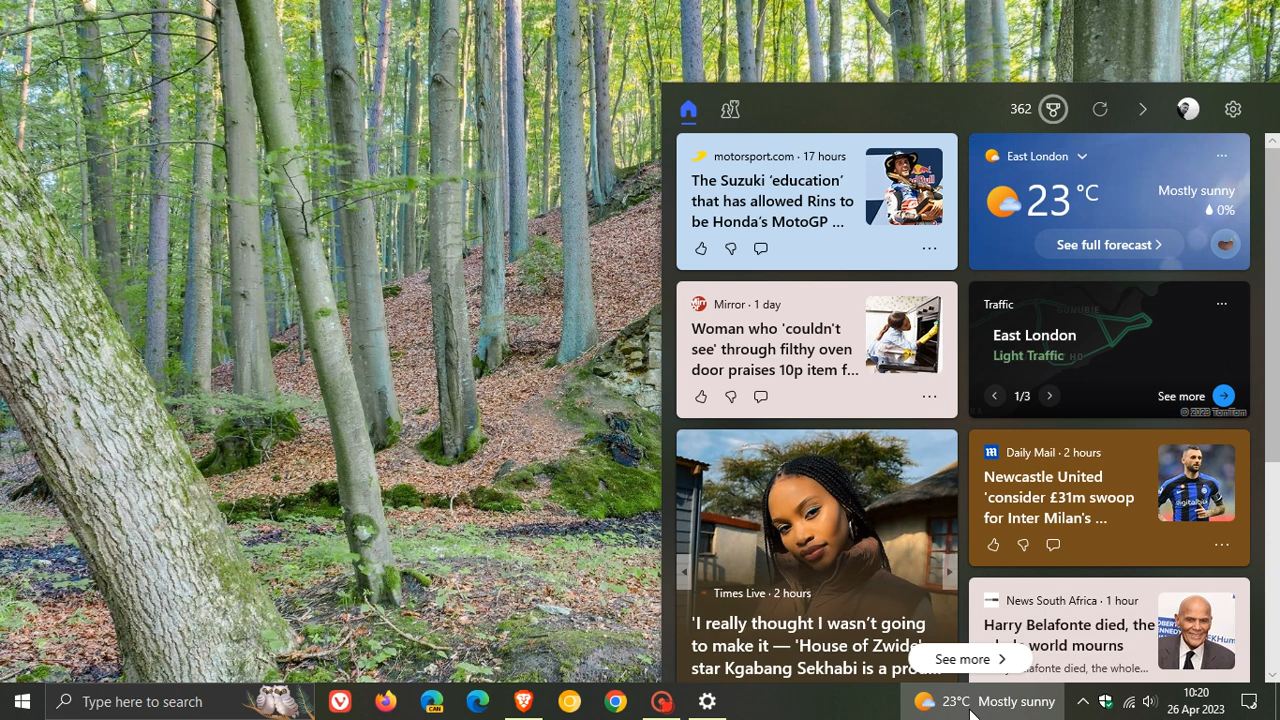 362
motorsport.com · 17 hours
The Suzuki ‘education’
that has allowed Rins to
be Honda’s MotoGP ...
East London
23 °C
Mostly sunny
0%
See full forecast
Mirror · 1 day
Woman who 'couldn't
see' through filthy oven
door praises 10p item f...
Traffic
East London
Light Traffic
1/3
See more
© 2023 TomTom
Times Live · 2 hours
'I really thought I wasn’t going
to make it — 'House of Zwide'
star Kgabang Sekhabi is a pro...
Daily Mail · 2 hours
Newcastle United
'consider £31m swoop
for Inter Milan's ...
News South Africa · 1 hour
Harry Belafonte died, the
world mourns
died, the whole...
See more
Type here to search
CAN
23°C Mostly sunny
10:20
26 Apr 2023